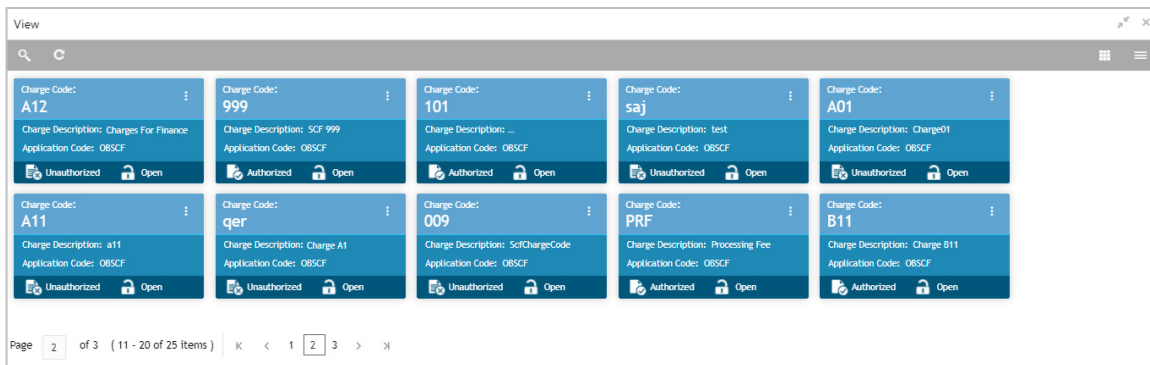 View
Charge Code:
A12
Charge Description: Charges For Finance
Application Code: OBSCF
Unauthorized Open
Charge Code:
999
Charge Description: SCF 999
Application Code: OBSCF
Authorized Open
Charge Code:
101
Charge Description: ...
Application Code: OBSCF
Authorized Open
Charge Code:
saj
Charge Description: test
Application Code: OBSCF
Unauthorized Open
Charge Code:
A01
Charge Description: Charge01
Application Code: OBSCF
Unauthorized Open
Charge Code:
A11
Charge Description: a11
Application Code: OBSCF
Unauthorized Open
Charge Code:
qer
Charge Description: Charge A1
Application Code: OBSCF
Unauthorized Open
Charge Code:
009
Charge Description: ScfChargeCode
Application Code: OBSCF
Unauthorized Open
Charge Code:
PRF
Charge Description: Processing Fee
Application Code: OBSCF
Authorized Open
Charge Code:
B11
Charge Description: Charge B11
Application Code: OBSCF
Authorized Open
Page 2 of 3 ( 11 - 20 of 25 items ) 1 2 3